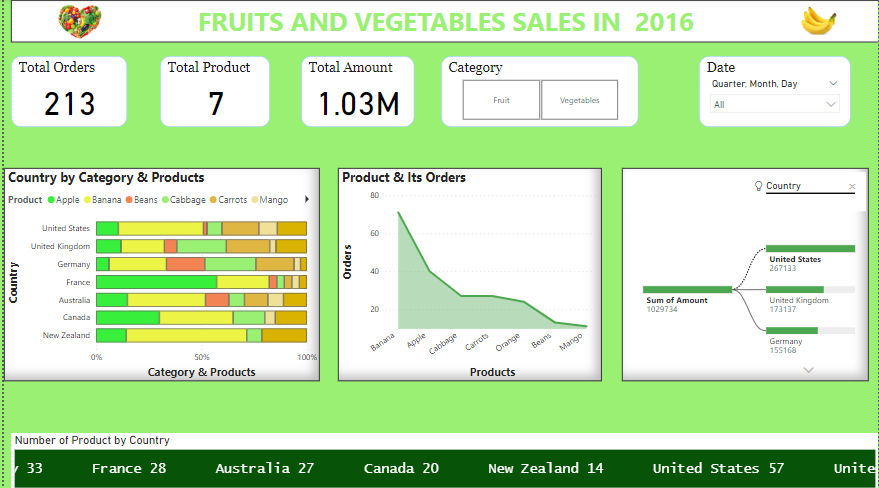 FRUITS AND VEGETABLES SALES IN 2016
Total Orders
213
Total Product
7
Total Amount
1.03M
Category
Fruit
Vegetables
Date
Quarter, Month, Day
All
Country by Category & Products
Product Apple Banana Beans Cabbage Carrots Mango
Country
United States
United Kingdom
Germany
France
Australia
Canada
New Zealand
0% 50% 100%
Category & Products
Product & Its Orders
Orders
80
60
40
20
Banana Apple Cabbage Carrots Orange Beans Mango
Products
Country
Sum of Amount
1029734
United States
267133
United Kingdom
173137
Germany
155168
Number of Product by Country
y 33 France 28 Australia 27 Canada 20 New Zealand 14 United States 57 Unite